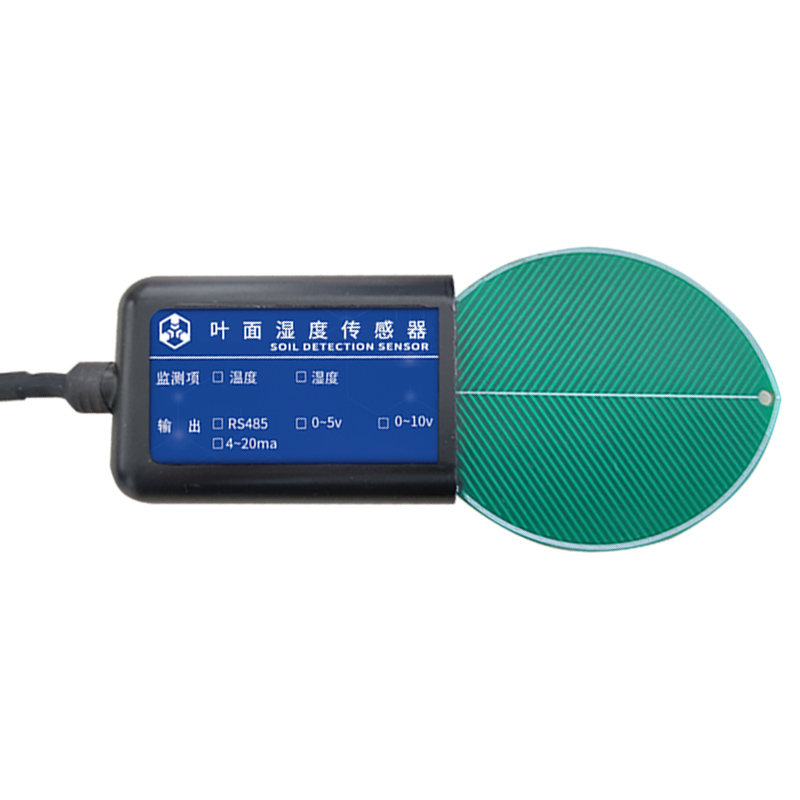 叶面湿度传感器
SOIL DETECTION SENSOR
监测项 □ 温度 □ 湿度
输出 □ RS485 □ 0~5v □ 0~10v
□ 4~20ma